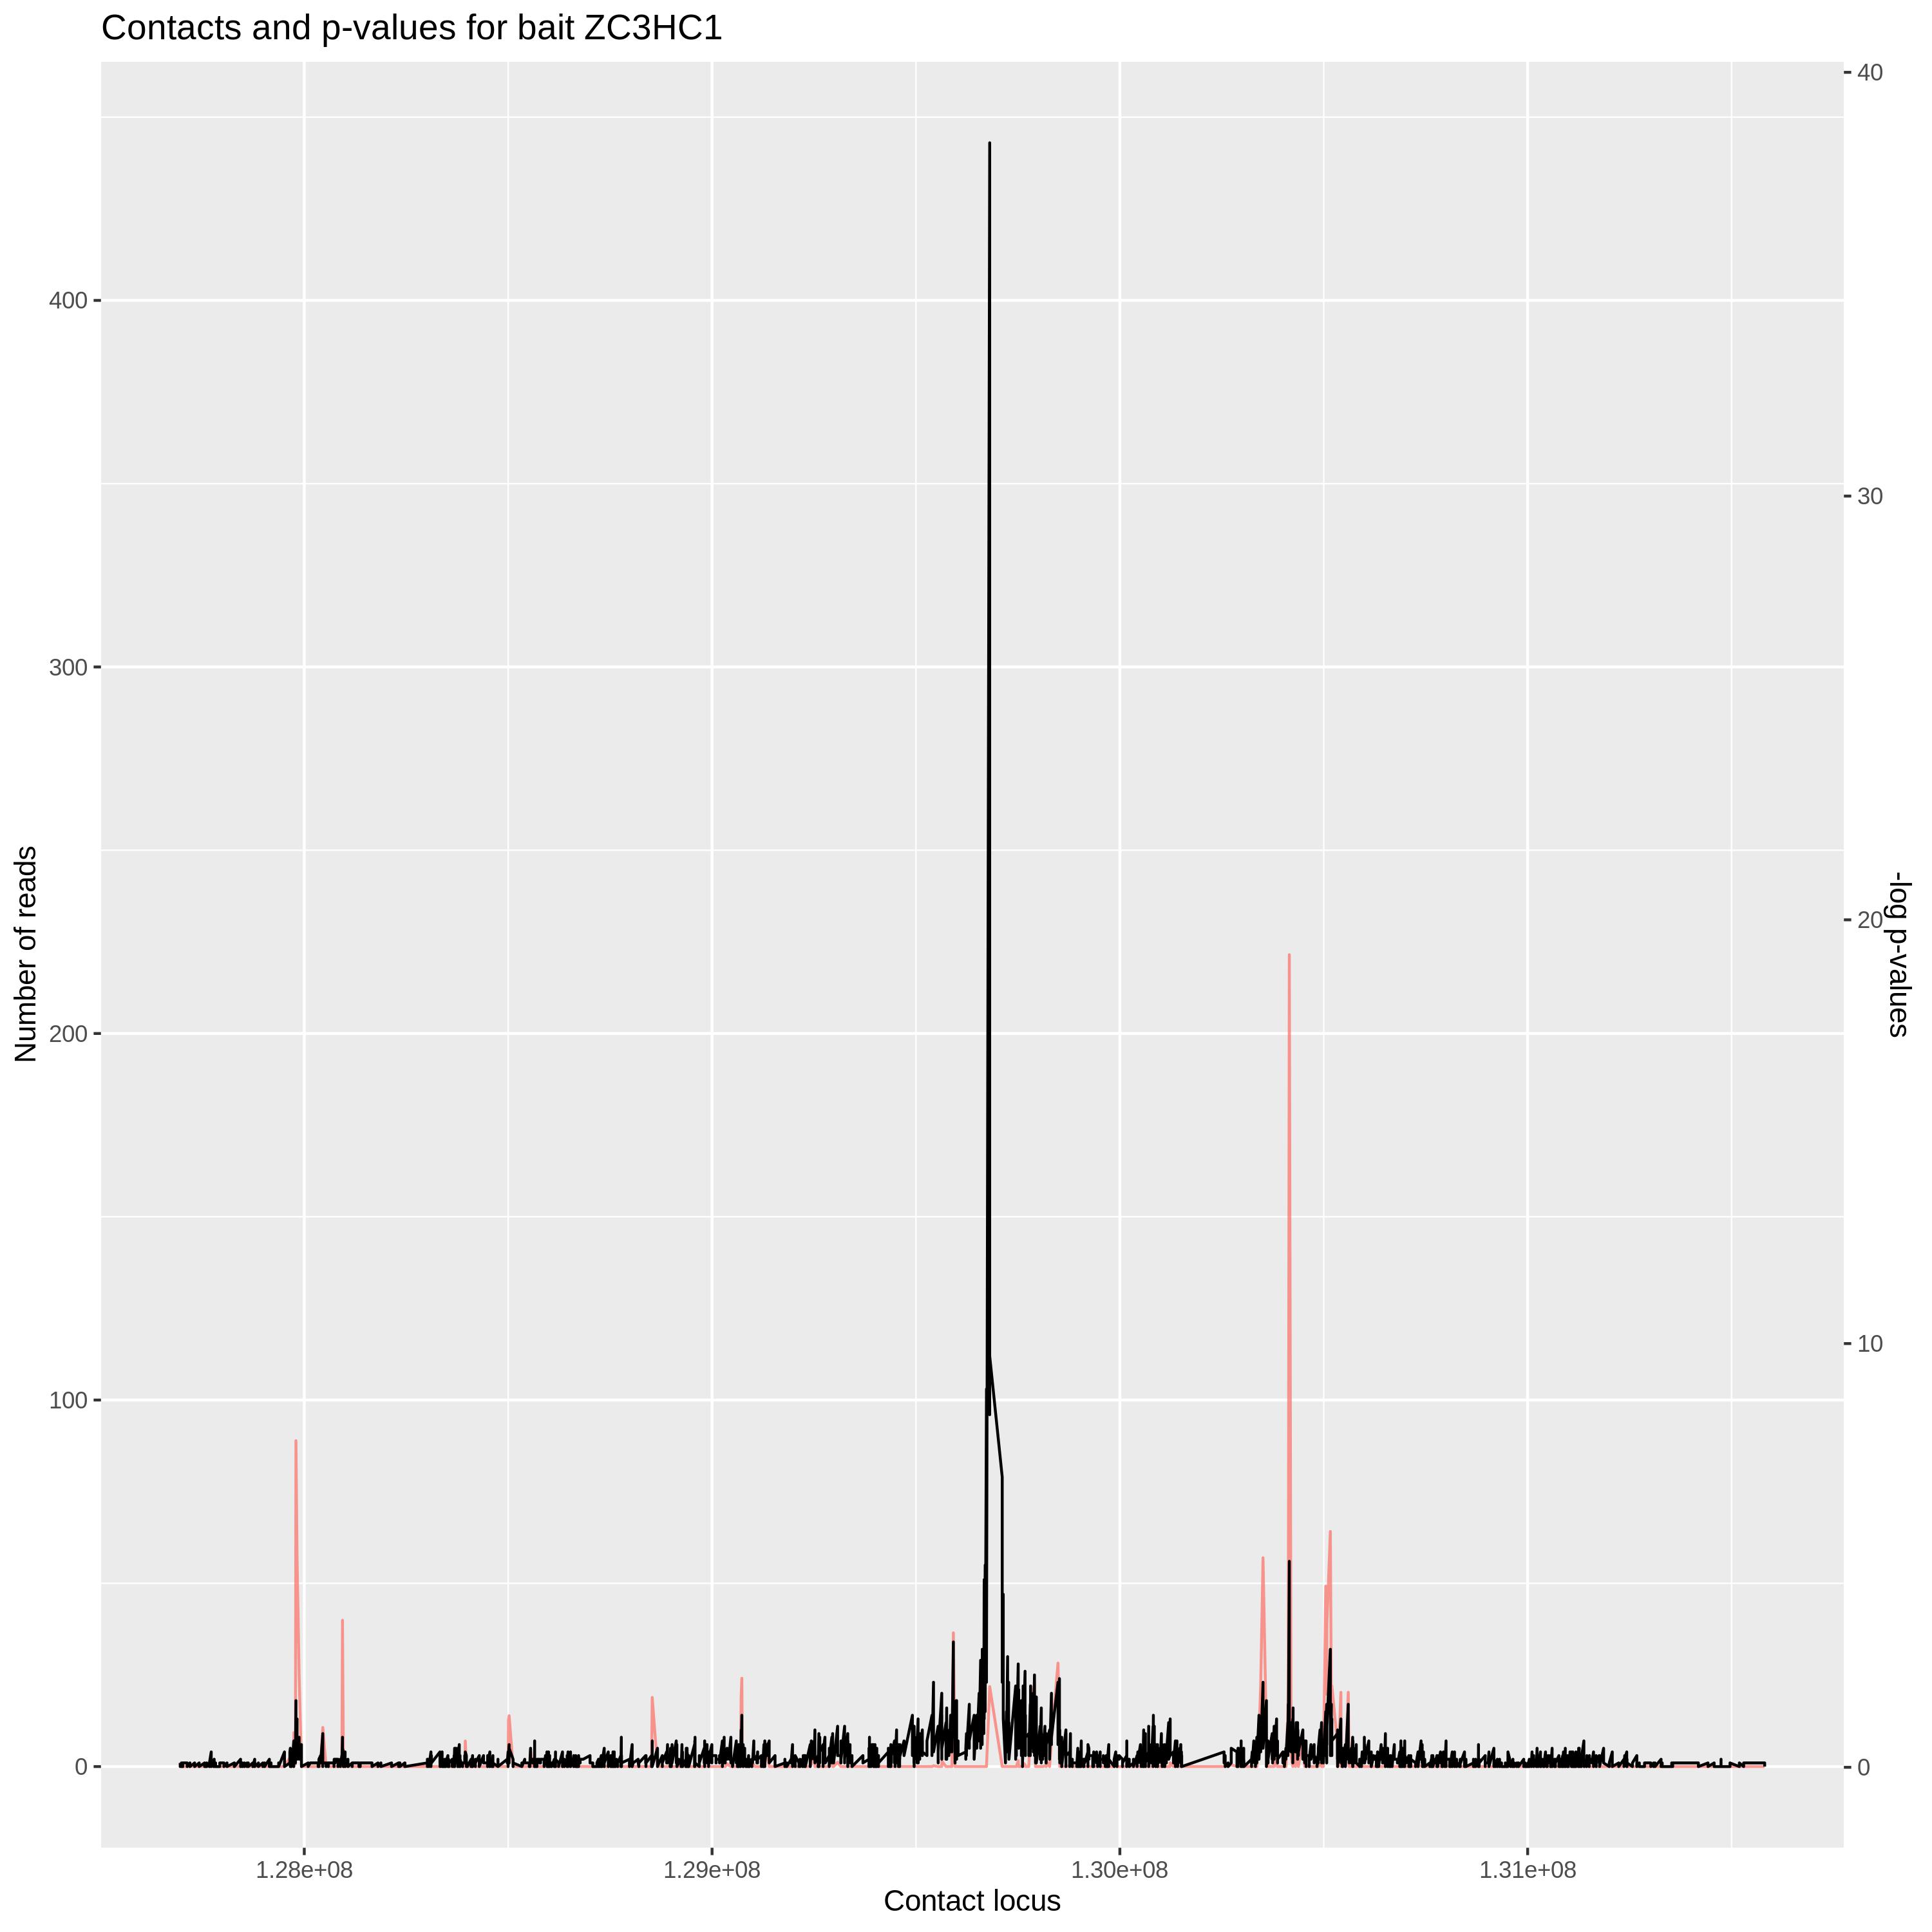 Contacts and p-values for bait ZC3HC1
Number of reads
400
300
200
100
0
40
30
20
10
0
-log p-values
1.28e+08
1.29e+08
1.30e+08
1.31e+08
Contact locus